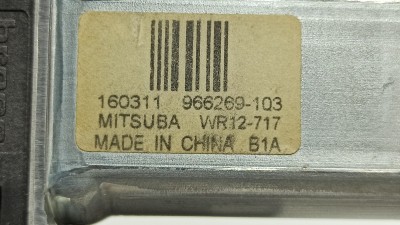 160311 966269-103
MITSUBA WR12-717
MADE IN CHINA B1A